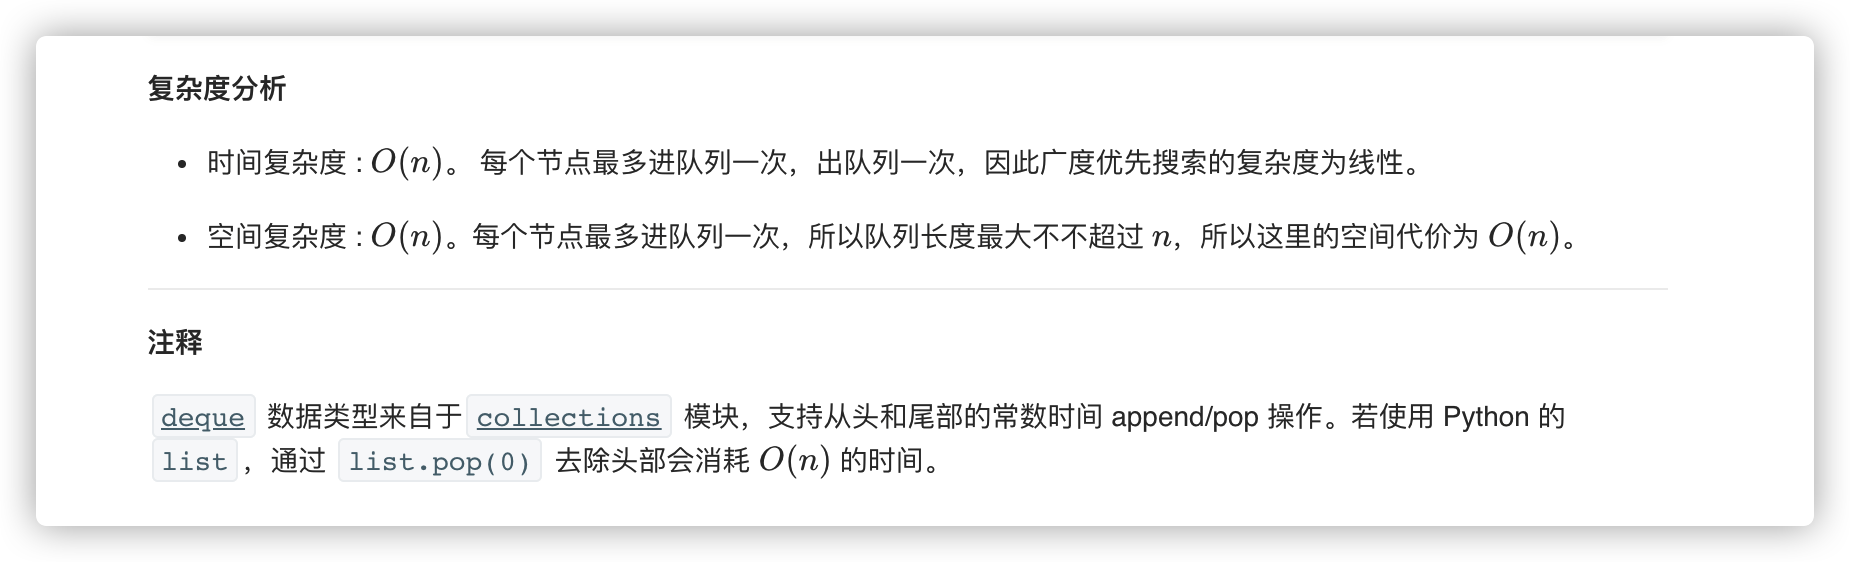 复杂度分析
• 时间复杂度 : O(n)。 每个节点最多进队列一次，出队列一次，因此广度优先搜索的复杂度为线性。
• 空间复杂度 : O(n)。每个节点最多进队列一次，所以队列长度最大不不超过 n，所以这里的空间代价为 O(n)。
注释
deque 数据类型来自于 collections 模块，支持从头和尾部的常数时间 append/pop 操作。若使用 Python 的
list ，通过 list.pop(0) 去除头部会消耗 O(n) 的时间。